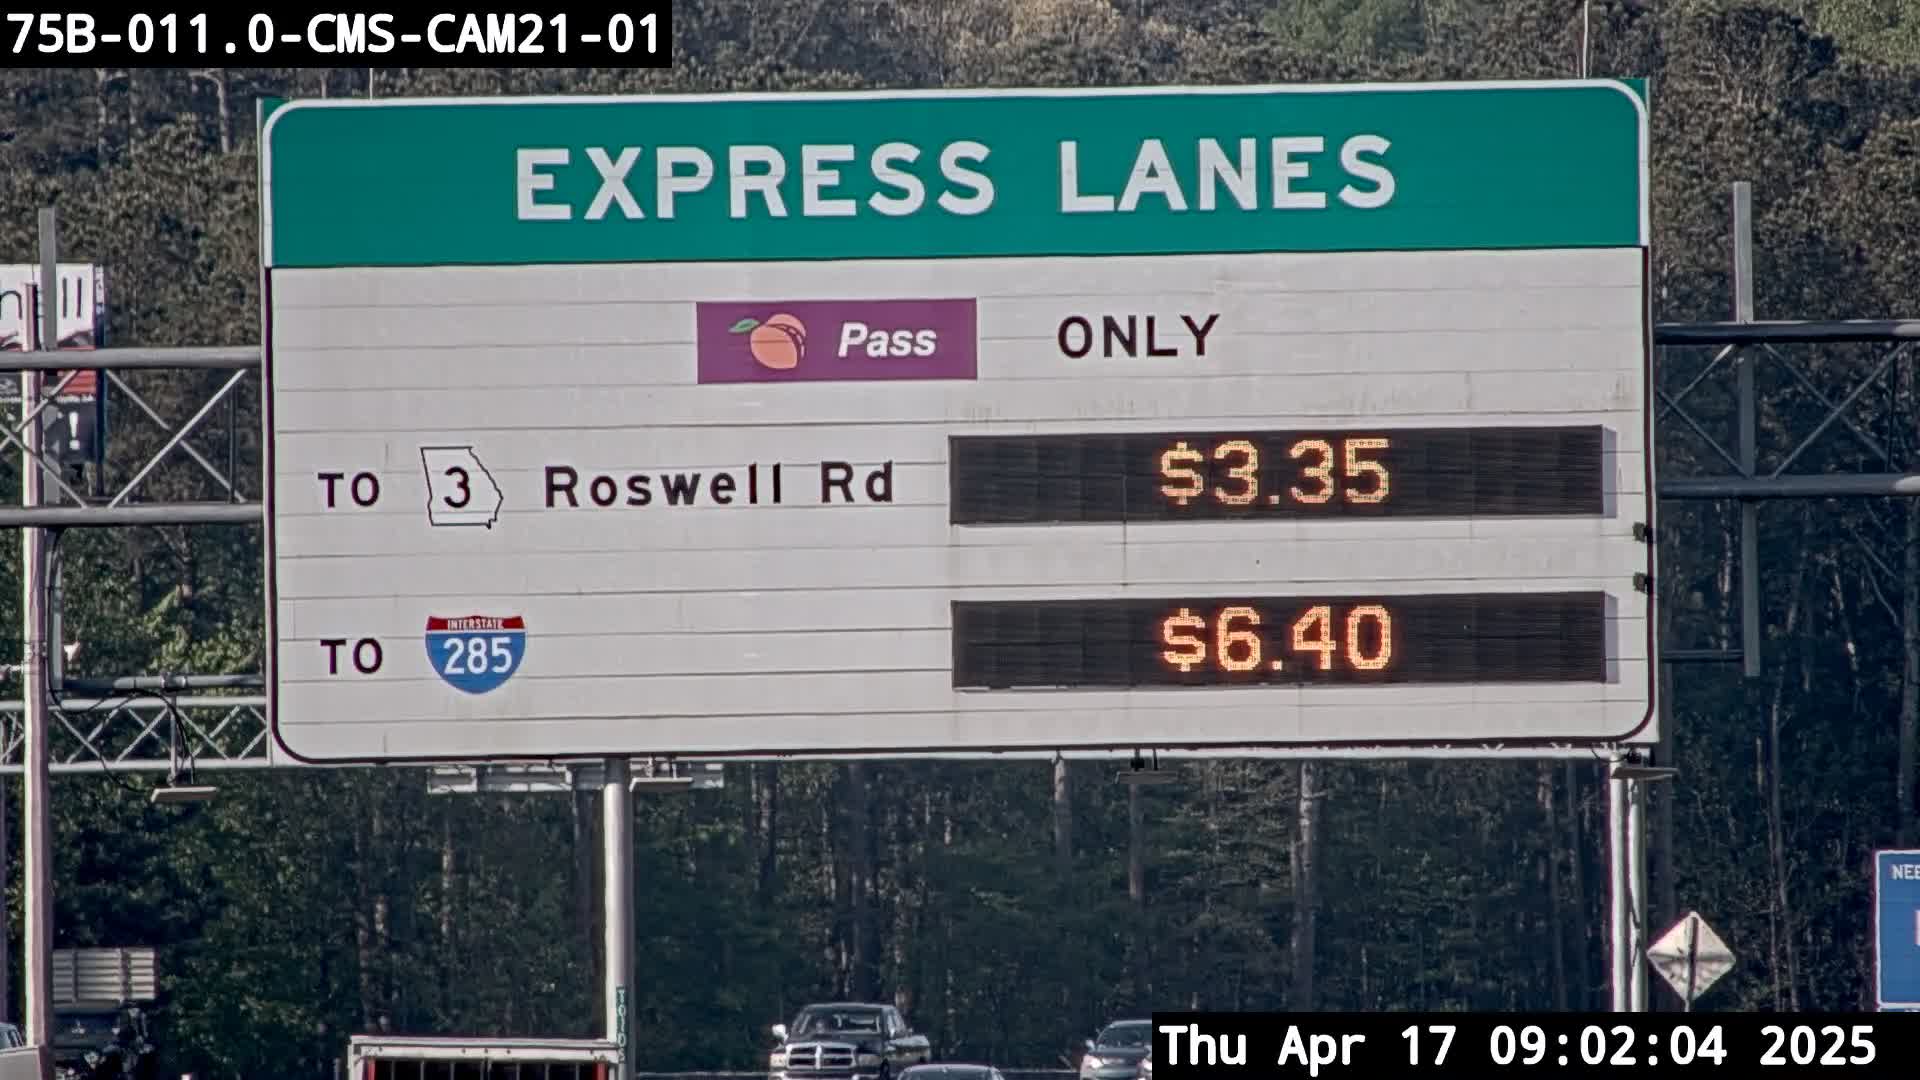 75B-011.0-CMS-CAM21-01
EXPRESS LANES
Pass ONLY
TO 3 Roswell Rd $3.35
TO INTERSTATE 285 $6.40
!
NEE
Thu Apr 17 09:02:04 2025